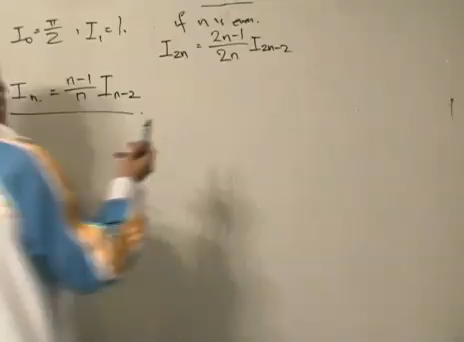 I₀ = π/2 , I₁ = 1.
Iₙ = n-1/n Iₙ₋₂
if n is even.
I₂ₙ = 2n-1/2n I₂ₙ₋₂